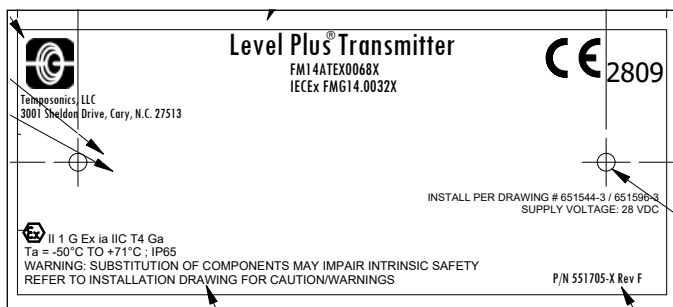 Level Plus® Transmitter
FM14ATEX0068X
IECEx FMG14.0032X
CE 2809
Temposonics, LLC
3001 Sheldon Drive, Cary, N.C. 27513
INSTALL PER DRAWING # 651544-3 / 651596-3
SUPPLY VOLTAGE: 28 VDC
Ex II 1 G Ex ia IIC T4 Ga
Ta = -50°C TO +71°C ; IP65
WARNING: SUBSTITUTION OF COMPONENTS MAY IMPAIR INTRINSIC SAFETY
REFER TO INSTALLATION DRAWING FOR CAUTION/WARNINGS
P/N 551705-X Rev F